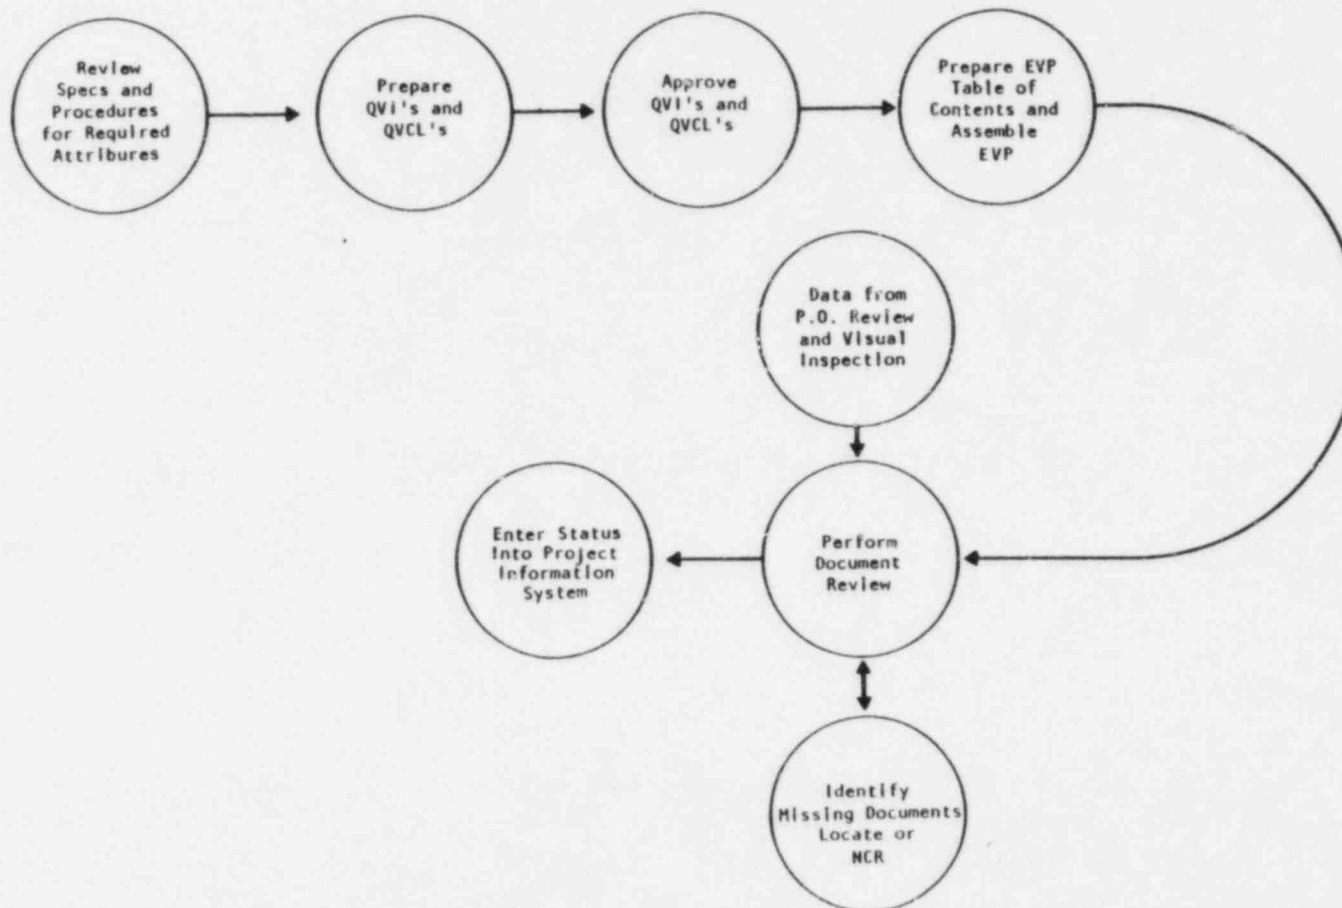 Review
Specs and
Procedures
for Required
Attribures
Prepare
QVI's and
QVCL's
Approve
QVI's and
QVCL's
Prepare EVP
Table of
Contents and
Assemble
EVP
Data from
P.O. Review
and Visual
Inspection
Perform
Document
Review
Enter Status
Into Project
Information
System
Identify
Missing Documents
Locate or
NCR